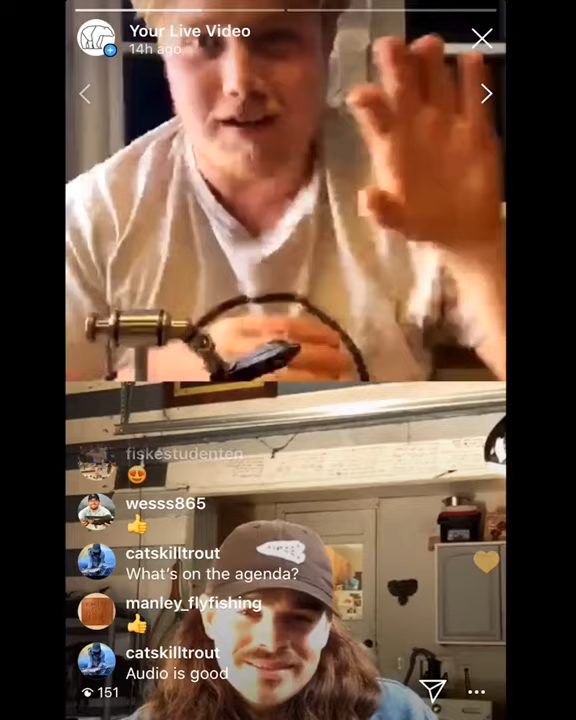 Your Live Video
14h ago
fiskestudenten
😍
wesss865
👍
catskilltrout
What's on the agenda?
manley_flyfishing
👍
catskilltrout
Audio is good
151